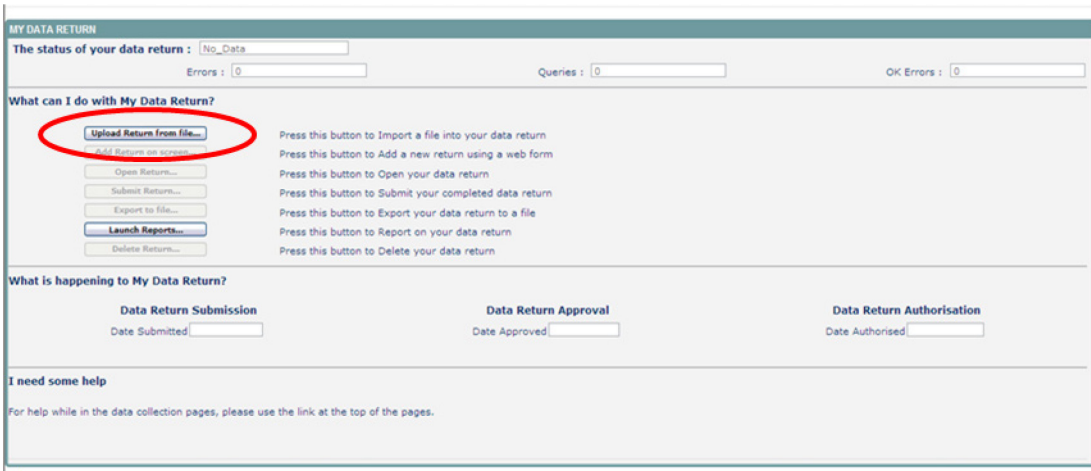 MY DATA RETURN
The status of your data return : No_Data
Errors : 0 Queries : 0 OK Errors : 0
What can I do with My Data Return?
Upload Return from file... Press this button to Import a file into your data return
Add Return on screen... Press this button to Add a new return using a web form
Open Return... Press this button to Open your data return
Submit Return... Press this button to Submit your completed data return
Export to file... Press this button to Export your data return to a file
Launch Reports... Press this button to Report on your data return
Delete Return... Press this button to Delete your data return
What is happening to My Data Return?
Data Return Submission Data Return Approval Data Return Authorisation
Date Submitted Date Approved Date Authorised
I need some help
For help while in the data collection pages, please use the link at the top of the pages.